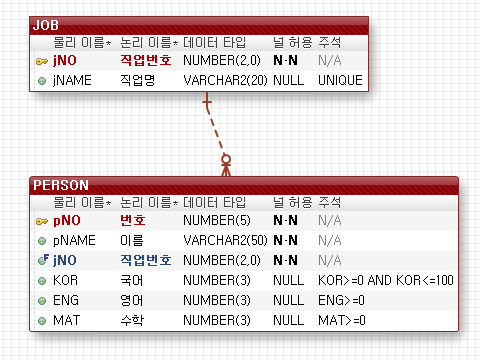 JOB
물리 이름* 논리 이름* 데이터 타입 널 허용 주석
jNO 직업번호 NUMBER(2,0) N·N N/A
jNAME 직업명 VARCHAR2(20) NULL UNIQUE
PERSON
물리 이름* 논리 이름* 데이터 타입 널 허용 주석
pNO 번호 NUMBER(5) N·N N/A
pNAME 이름 VARCHAR2(50) N·N N/A
F jNO 직업번호 NUMBER(2,0) N·N N/A
KOR 국어 NUMBER(3) NULL KOR>=0 AND KOR<=100
ENG 영어 NUMBER(3) NULL ENG>=0
MAT 수학 NUMBER(3) NULL MAT>=0